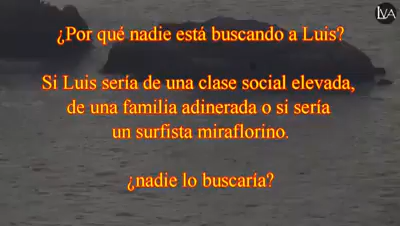 LVA
¿Por qué nadie está buscando a Luis?
Si Luis sería de una clase social elevada,
de una familia adinerada o si sería
un surfista miraflorino.
¿nadie lo buscaría?